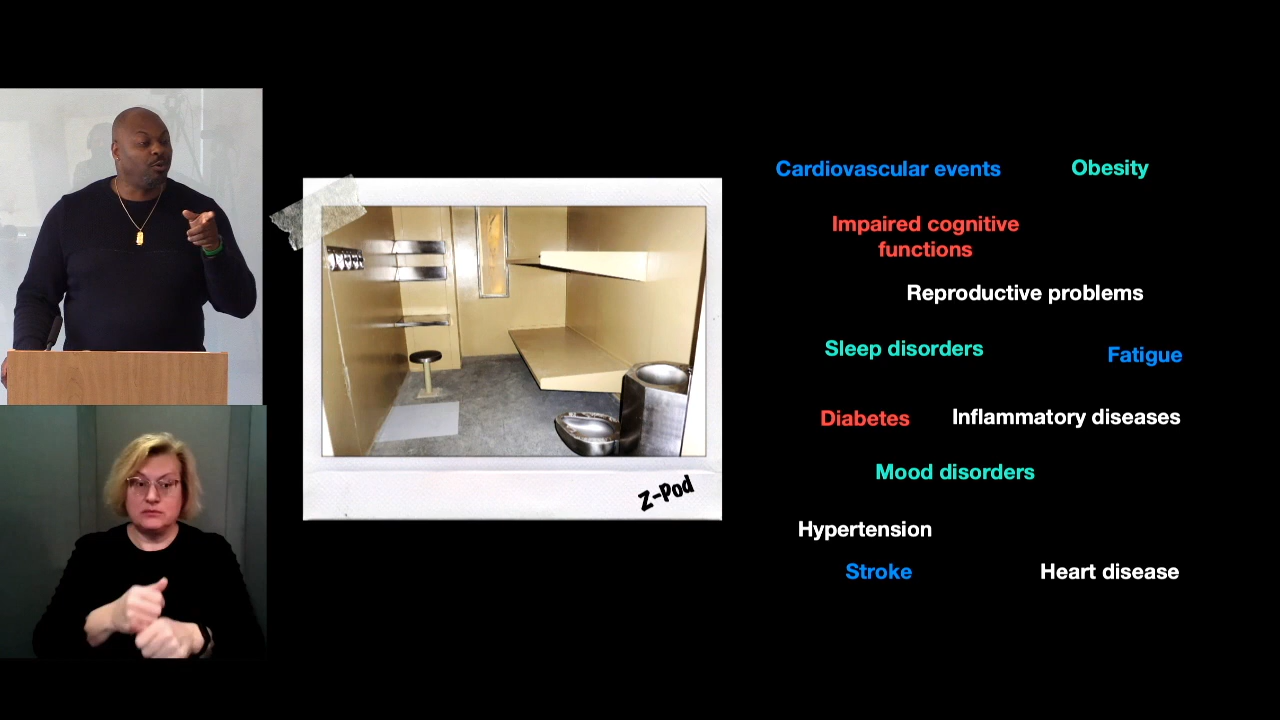 Cardiovascular events
Obesity
Impaired cognitive
functions
Reproductive problems
Sleep disorders
Fatigue
Diabetes
Inflammatory diseases
Mood disorders
Z-Pod
Hypertension
Stroke
Heart disease